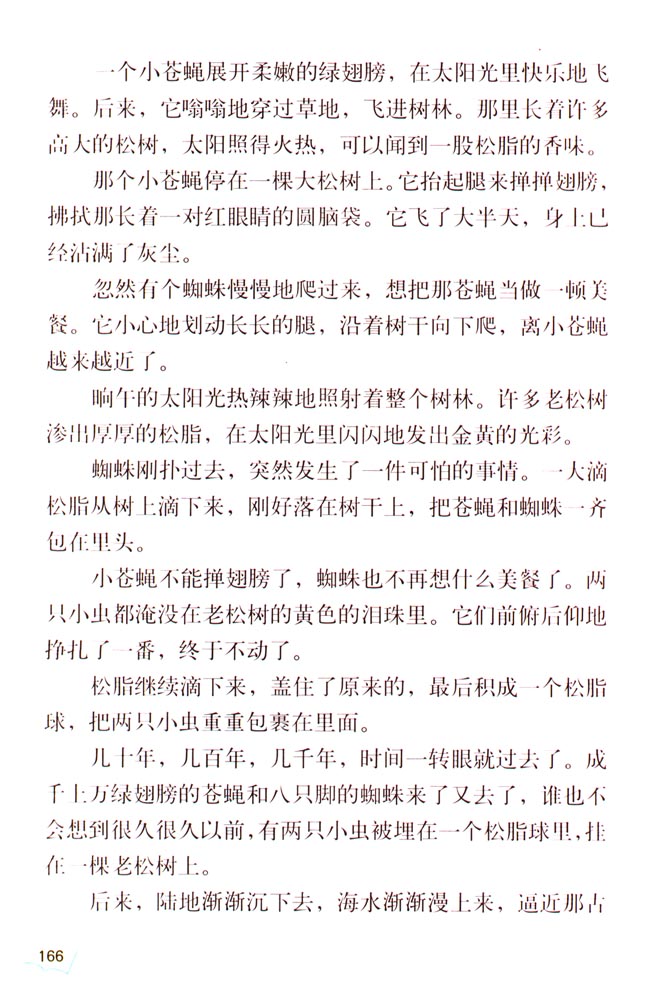 一个小苍蝇展开柔嫩的绿翅膀，在太阳光里快乐地飞
舞。后来，它嗡嗡地穿过草地，飞进树林。那里长着许多
高大的松树，太阳照得火热，可以闻到一股松脂的香味。
那个小苍蝇停在一棵大松树上。它抬起腿来掸掸翅膀，
拂拭那长着一对红眼睛的圆脑袋。它飞了大半天，身上已
经沾满了灰尘。
忽然有个蜘蛛慢慢地爬过来，想把那苍蝇当做一顿美
餐。它小心地划动长长的腿，沿着树干向下爬，离小苍蝇
越来越近了。
晌午的太阳光热辣辣地照射着整个树林。许多老松树
渗出厚厚的松脂，在太阳光里闪闪地发出金黄的光彩。
蜘蛛刚扑过去，突然发生了一件可怕的事情。一大滴
松脂从树上滴下来，刚好落在树干上，把苍蝇和蜘蛛一齐
包在里头。
小苍蝇不能掸翅膀了，蜘蛛也不再想什么美餐了。两
只小虫都淹没在老松树的黄色的泪珠里。它们前俯后仰地
挣扎了一番，终于不动了。
松脂继续滴下来，盖住了原来的，最后积成一个松脂
球，把两只小虫重重包裹在里面。
几十年，几百年，几千年，时间一转眼就过去了。成
千上万绿翅膀的苍蝇和八只脚的蜘蛛来了又去了，谁也不
会想到很久很久以前，有两只小虫被埋在一个松脂球里，挂
在一棵老松树上。
后来，陆地渐渐沉下去，海水渐渐漫上来，逼近那古
166